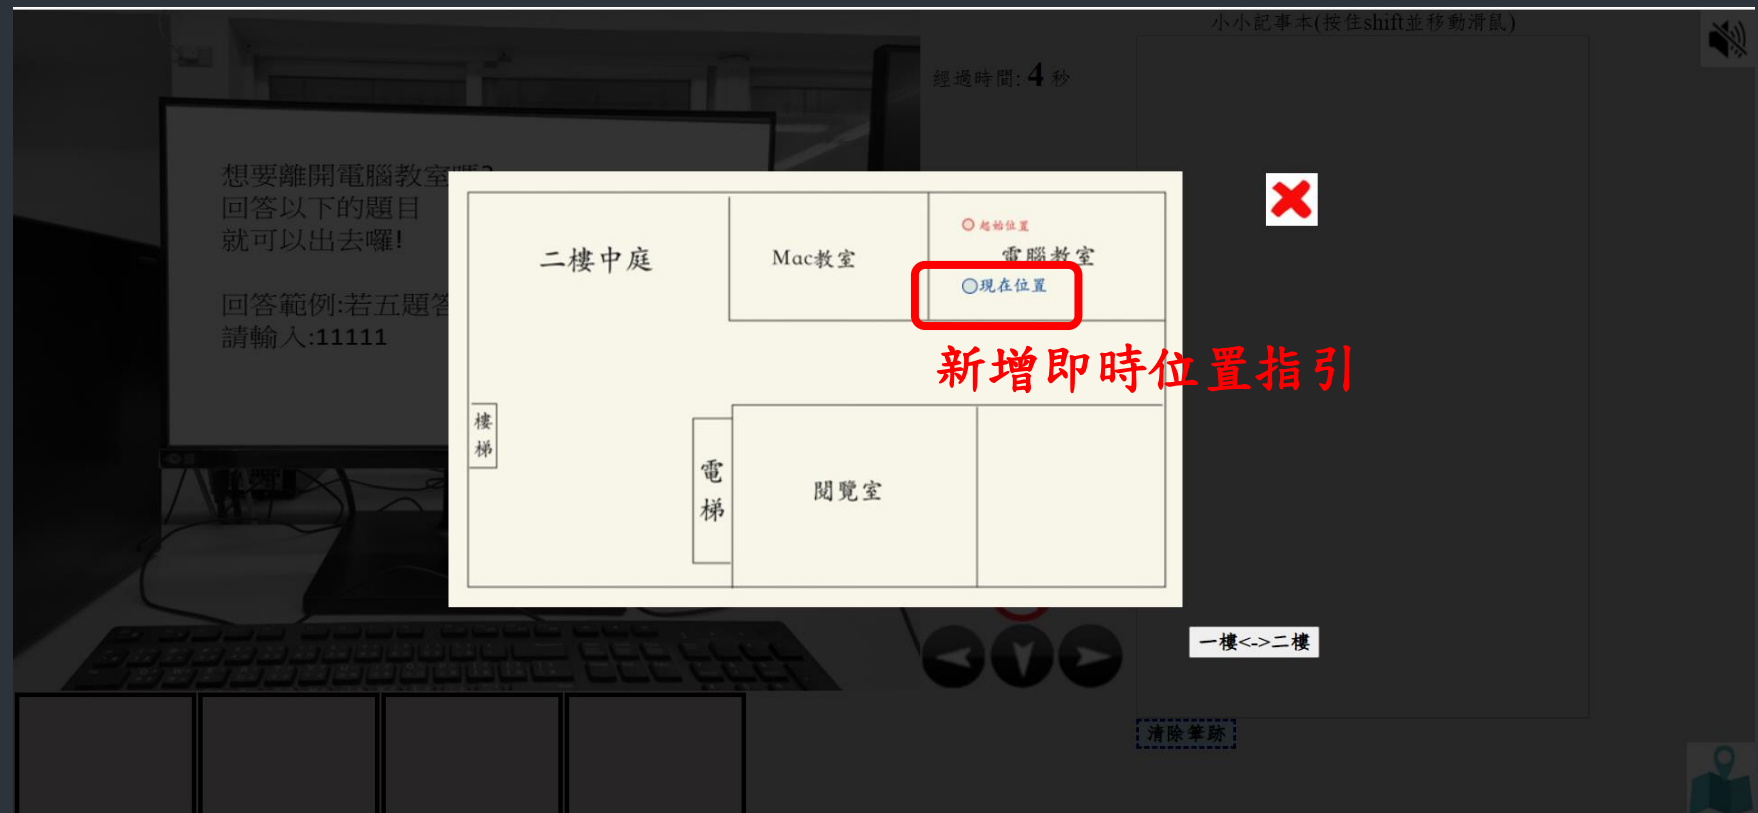 小小記事本(按住shift並移動滑鼠)
經過時間: 4 秒
想要離開電腦教室嗎?
回答以下的題目
就可以出去囉!
回答範例:若五題答
請輸入:11111
起始位置
二樓中庭
Mac教室
電腦教室
現在位置
新增即時位置指引
樓梯
電梯
閱覽室
一樓<->二樓
清除筆跡